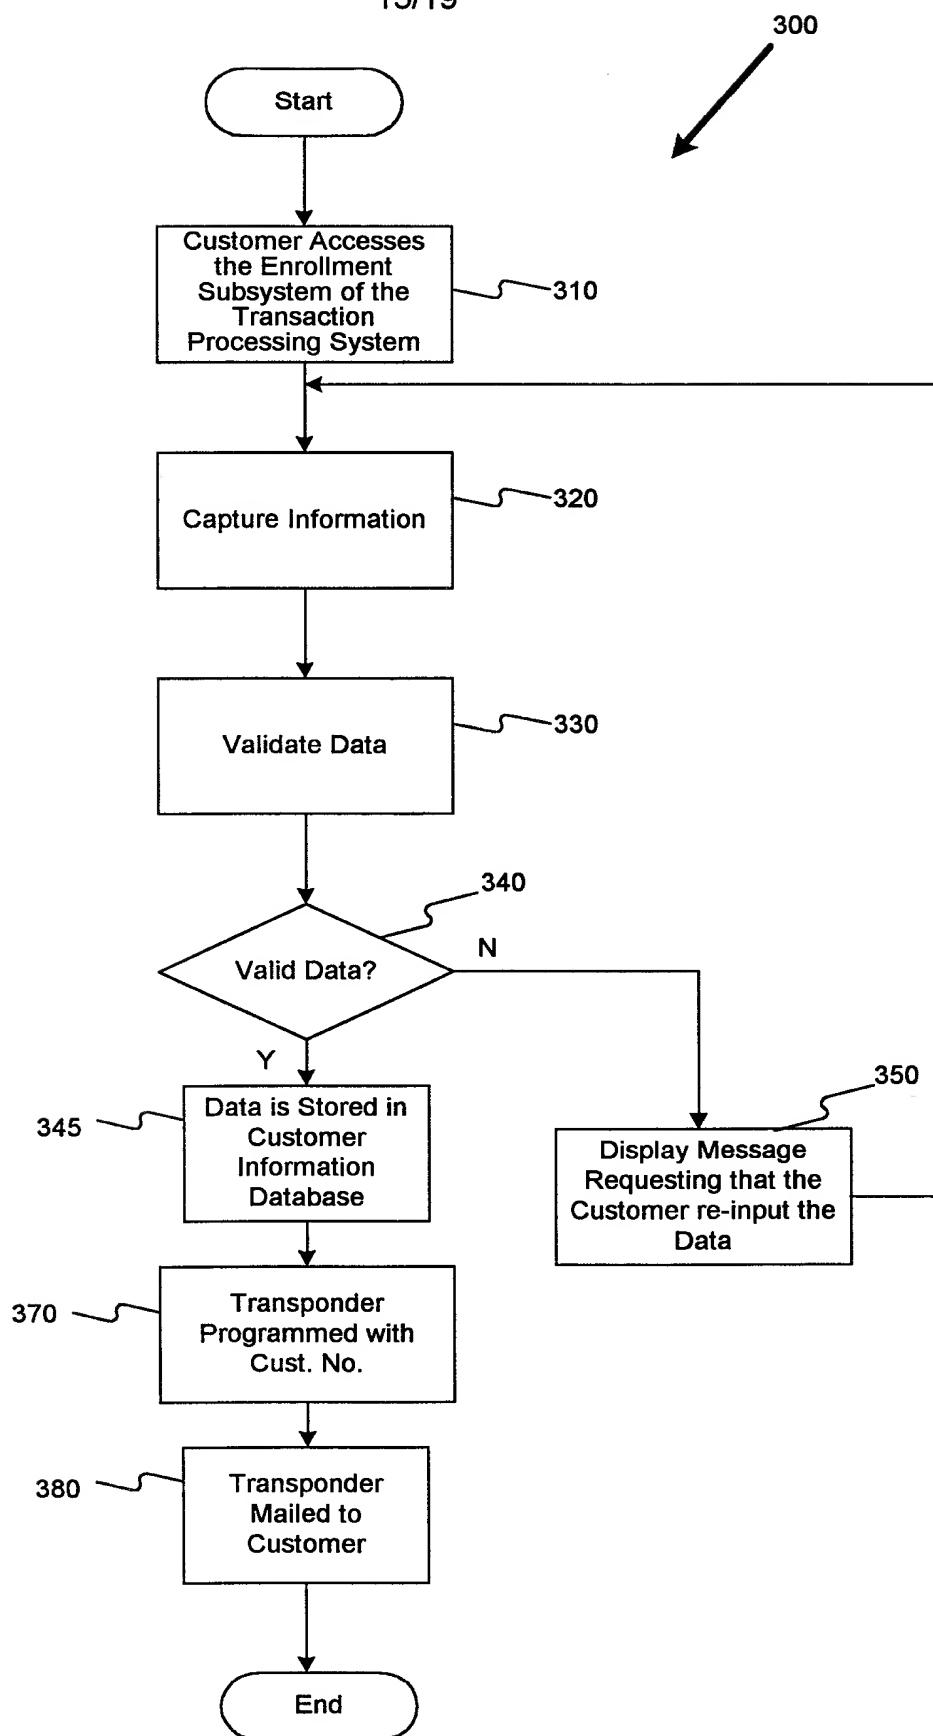 15/19
300
Start
Customer Accesses
the Enrollment
Subsystem of the
Transaction
Processing System
310
Capture Information
320
Validate Data
330
340
Valid Data?
N
Y
345
Data is Stored in
Customer
Information
Database
350
Display Message
Requesting that the
Customer re-input the
Data
370
Transponder
Programmed with
Cust. No.
380
Transponder
Mailed to
Customer
End